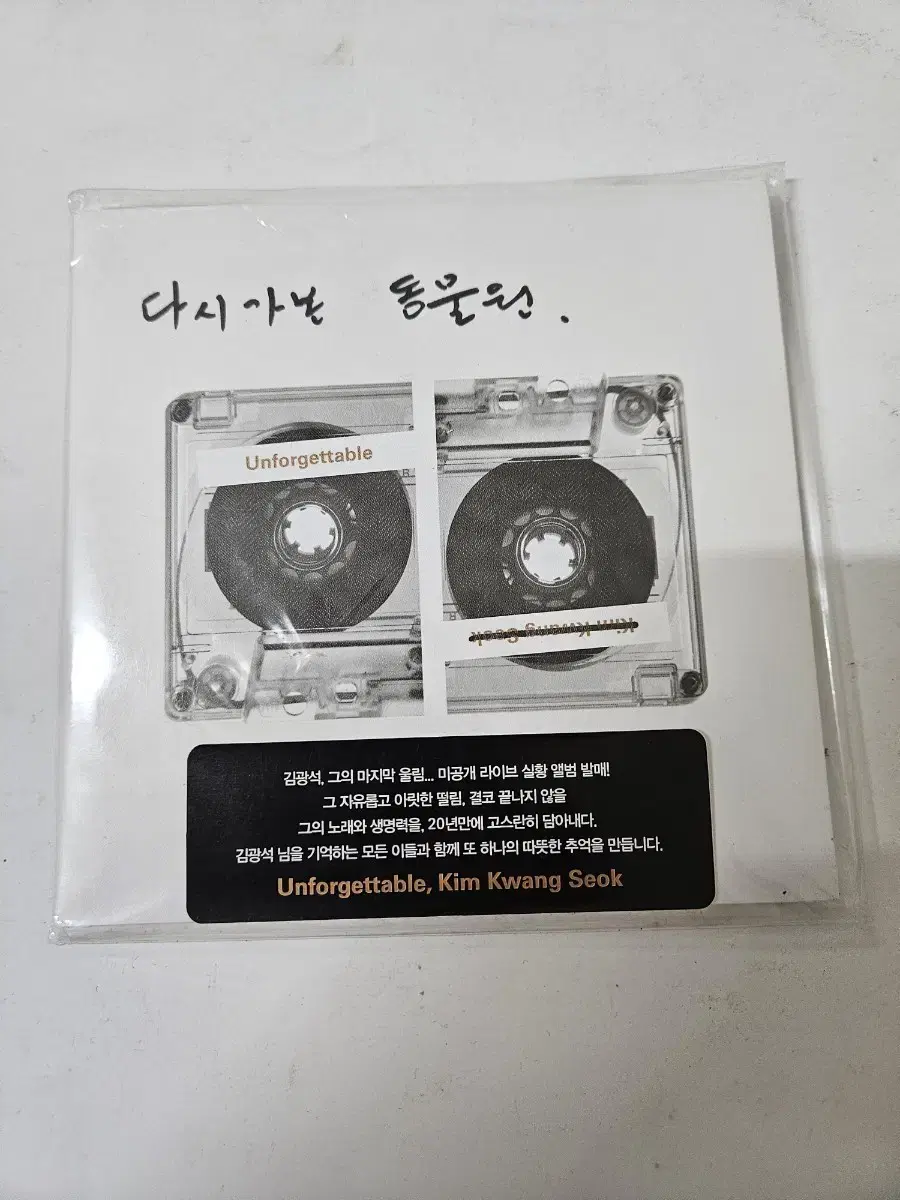 다시 가본 동물원.
Unforgettable
R
Kim Kwang Seok
김광석, 그의 마지막 울림... 미공개 라이브 실황 앨범 발매!
그 자유롭고 아릿한 떨림, 결코 끝나지 않을
그의 노래와 생명력을, 20년만에 고스란히 담아내다.
김광석 님을 기억하는 모든 이들과 함께 또 하나의 따뜻한 추억을 만듭니다.
Unforgettable, Kim Kwang Seok